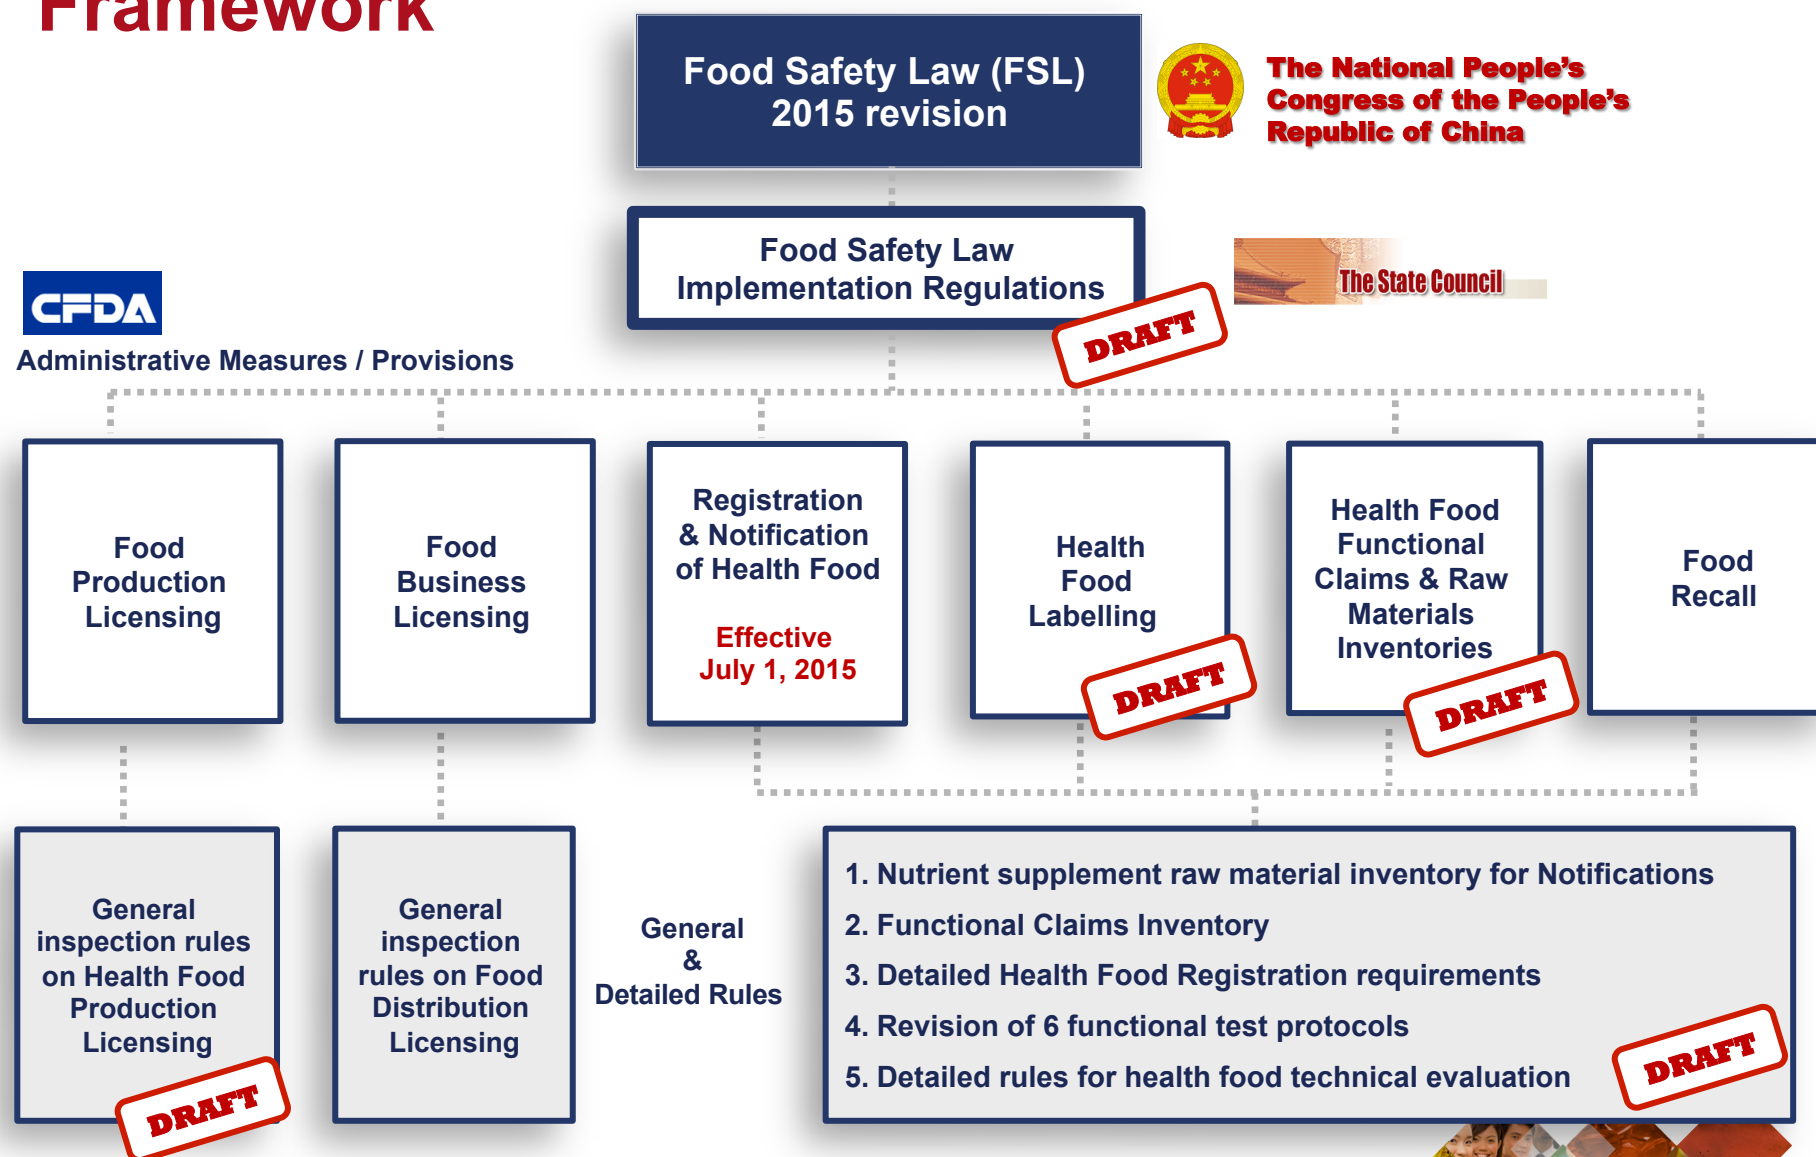 Framework
Food Safety Law (FSL)
2015 revision
The National People's
Congress of the People's
Republic of China
Food Safety Law
Implementation Regulations
DRAFT
The State Council
CFDA
Administrative Measures / Provisions
Food
Production
Licensing
Food
Business
Licensing
Registration
& Notification
of Health Food
Effective
July 1, 2015
Health
Food
Labelling
DRAFT
Health Food
Functional
Claims & Raw
Materials
Inventories
DRAFT
Food
Recall
General
inspection rules
on Health Food
Production
Licensing
DRAFT
General
inspection
rules on Food
Distribution
Licensing
General
&
Detailed Rules
1. Nutrient supplement raw material inventory for Notifications
2. Functional Claims Inventory
3. Detailed Health Food Registration requirements
4. Revision of 6 functional test protocols
5. Detailed rules for health food technical evaluation
DRAFT